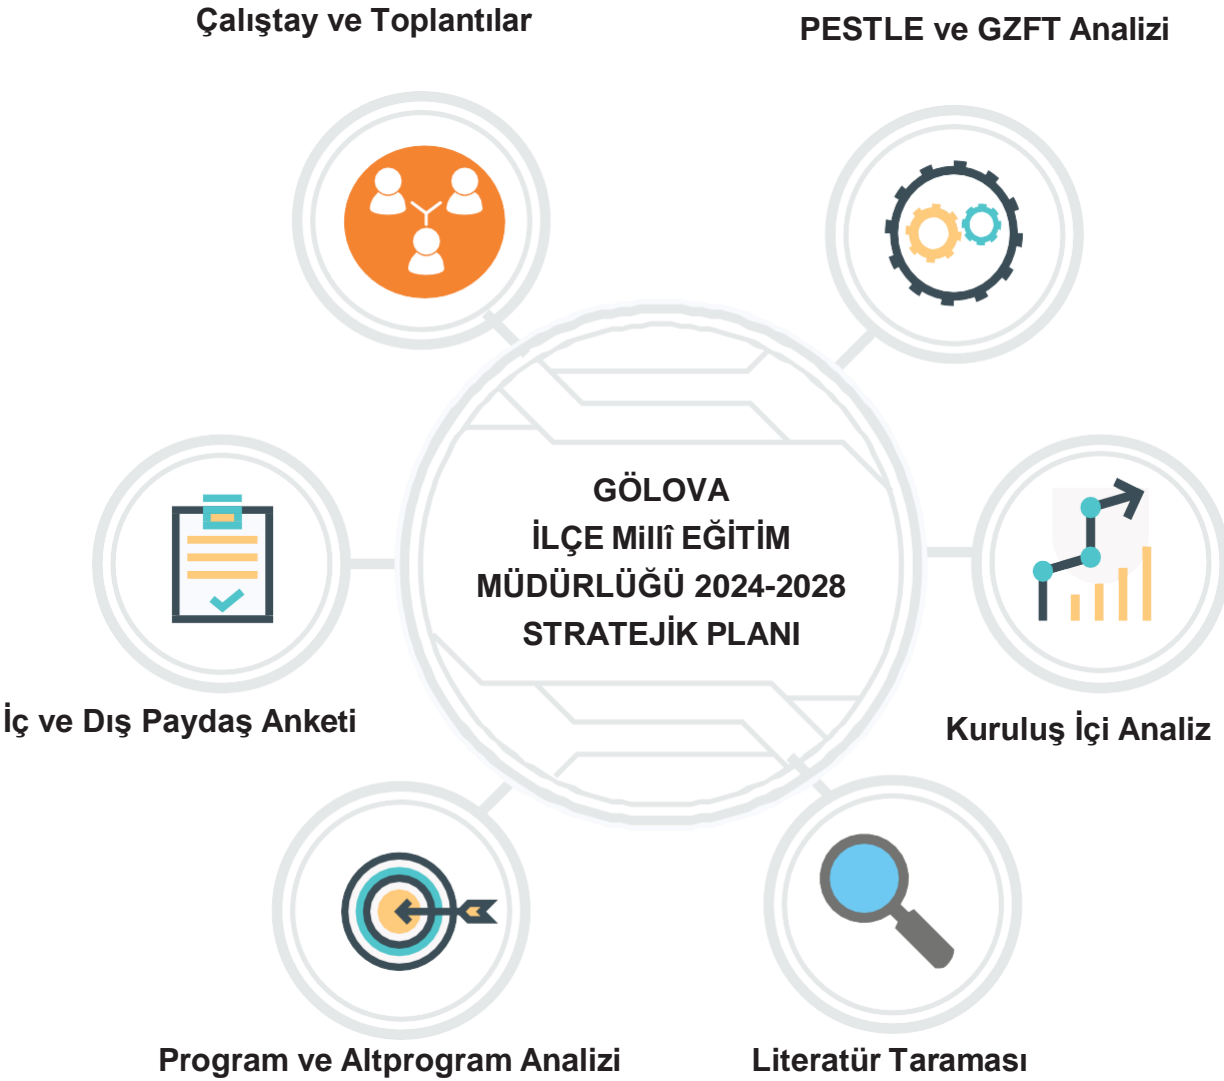 Çalıştay ve Toplantılar
PESTLE ve GZFT Analizi
GÖLOVA
İLÇE Millî EĞİTİM
MÜDÜRLÜĞÜ 2024-2028
STRATEJİK PLANI
İç ve Dış Paydaş Anketi
Kuruluş İçi Analiz
Program ve Altprogram Analizi
Literatür Taraması